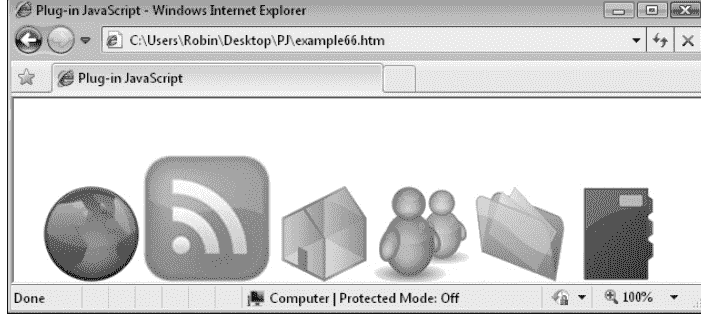 Plug-in JavaScript - Windows Internet Explorer
C:\Users\Robin\Desktop\PJ\example66.htm
Plug-in JavaScript
Done Computer | Protected Mode: Off 100%